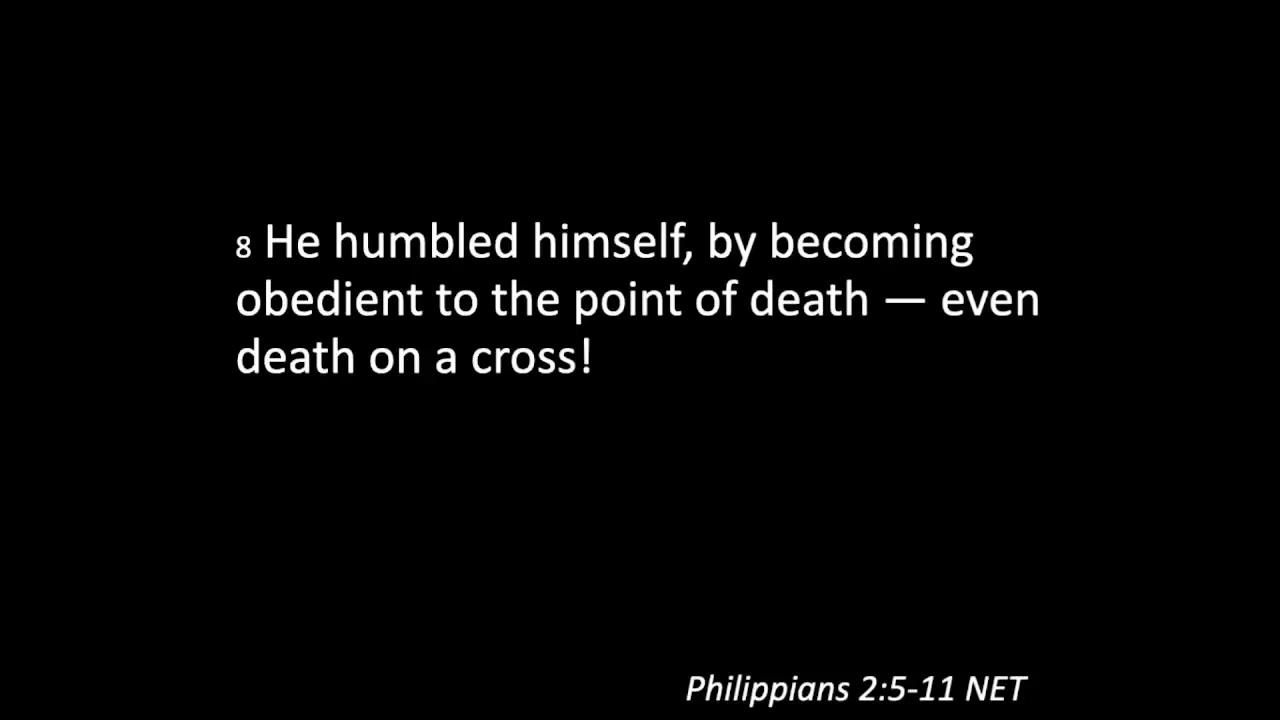 8 He humbled himself, by becoming
obedient to the point of death — even
death on a cross!
Philippians 2:5-11 NET